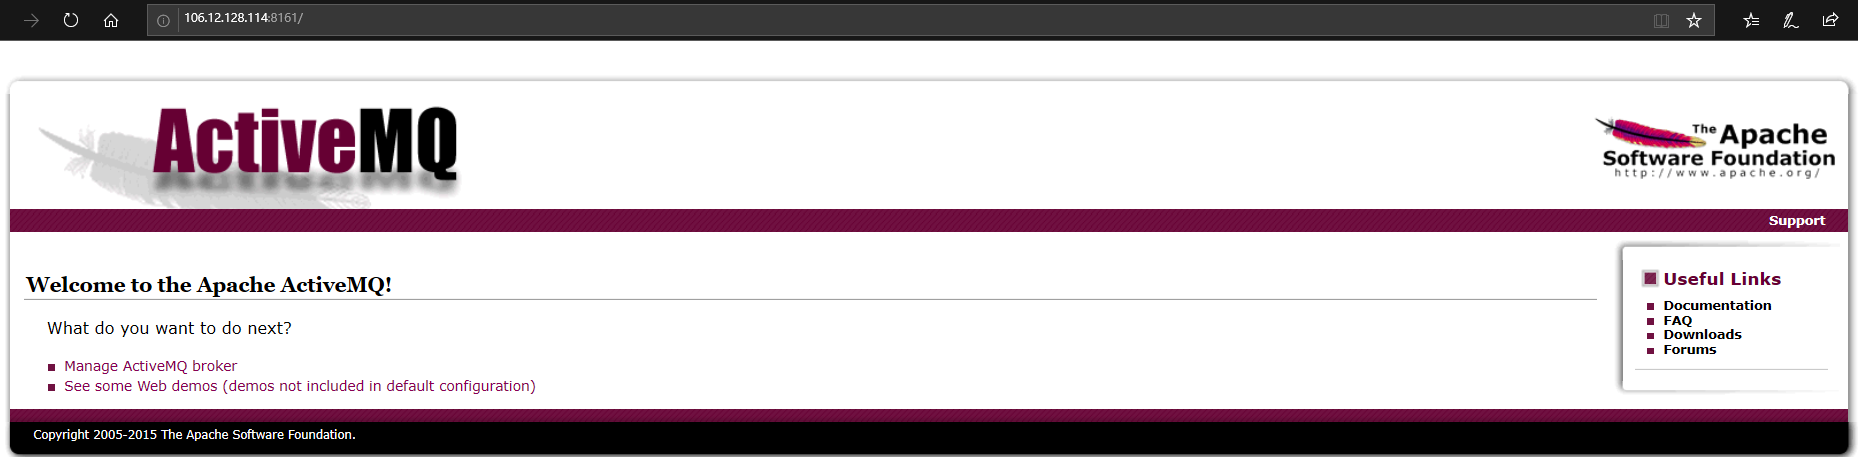 106.12.128.114:8161/
ActiveMQ
The Apache
Software Foundation
http://www.apache.org/
Support
Welcome to the Apache ActiveMQ!
What do you want to do next?
Manage ActiveMQ broker
See some Web demos (demos not included in default configuration)
Useful Links
Documentation
FAQ
Downloads
Forums
Copyright 2005-2015 The Apache Software Foundation.